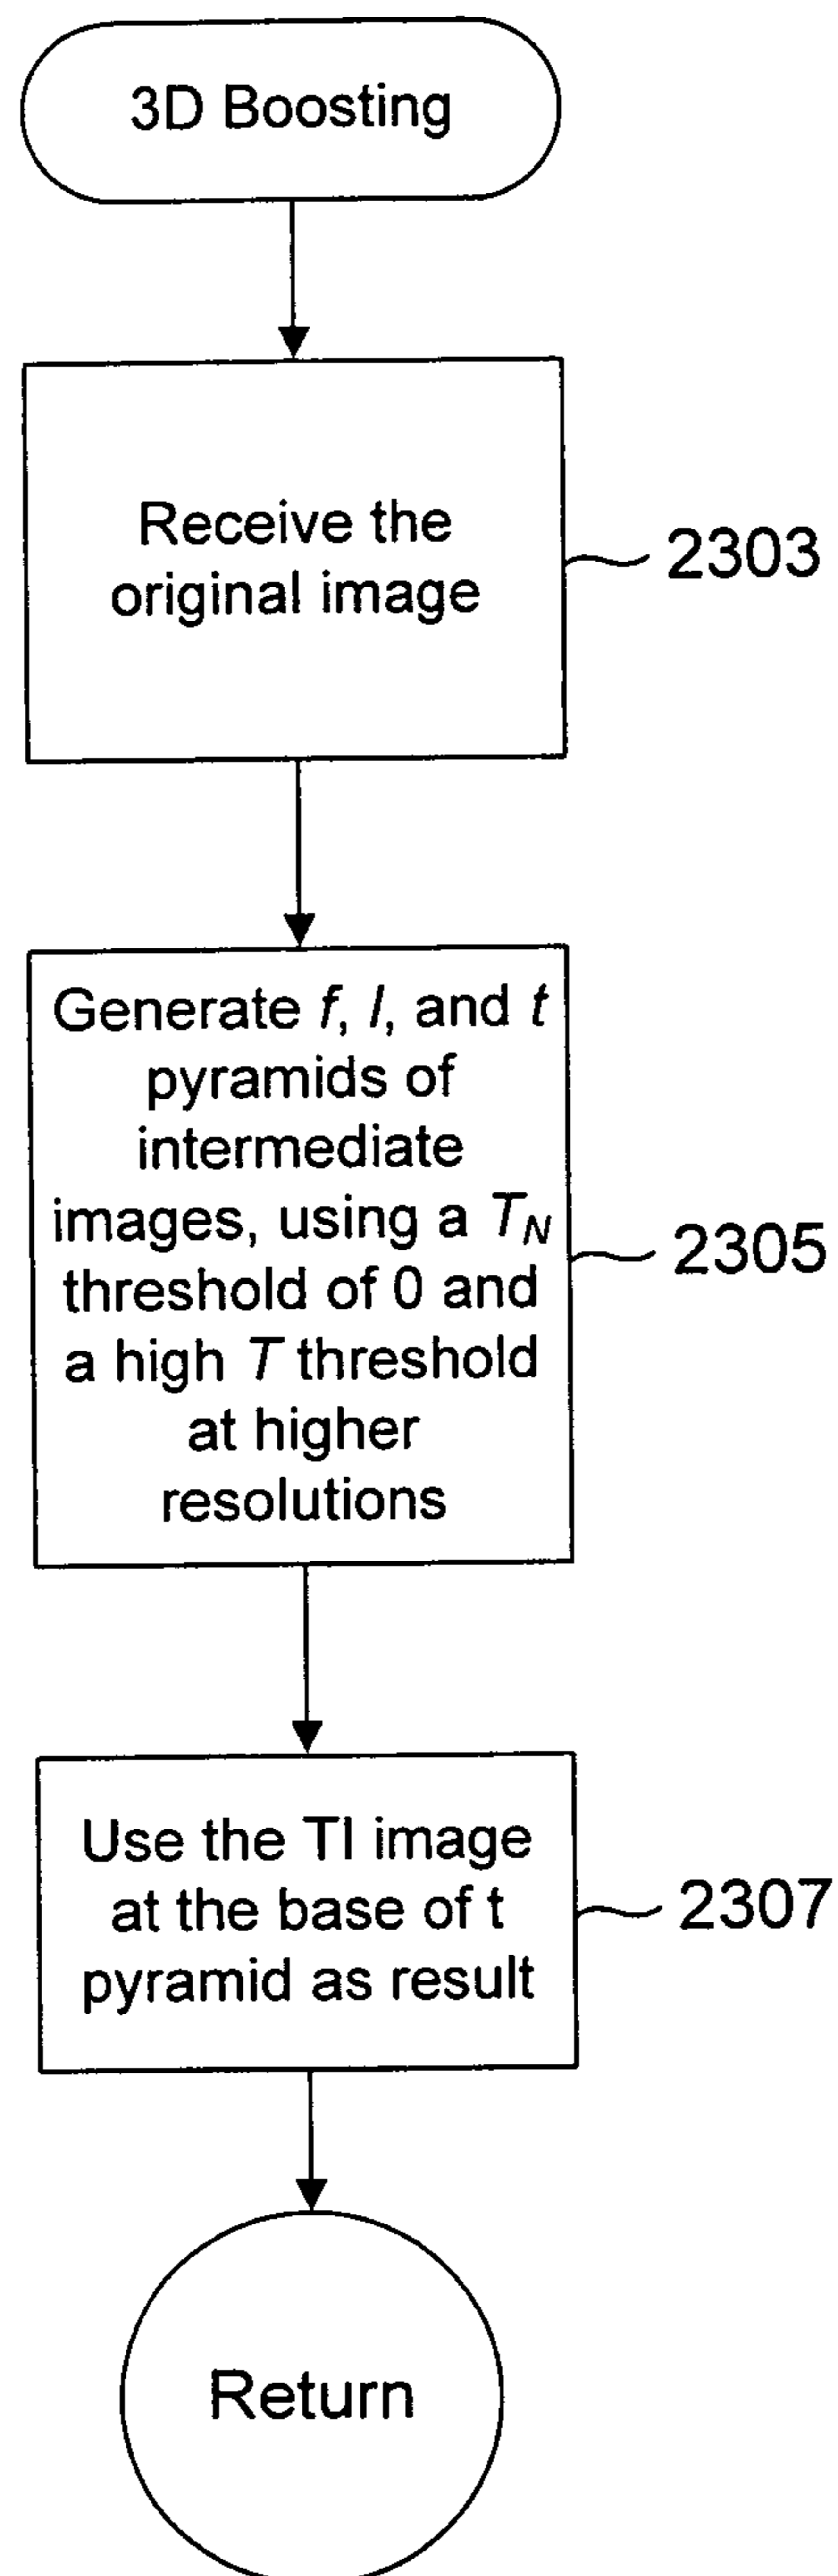 3D Boosting
Receive the
original image
2303
Generate f, l, and t
pyramids of
intermediate
images, using a TN
threshold of 0 and
a high T threshold
at higher
resolutions
2305
Use the TI image
at the base of t
pyramid as result
2307
Return